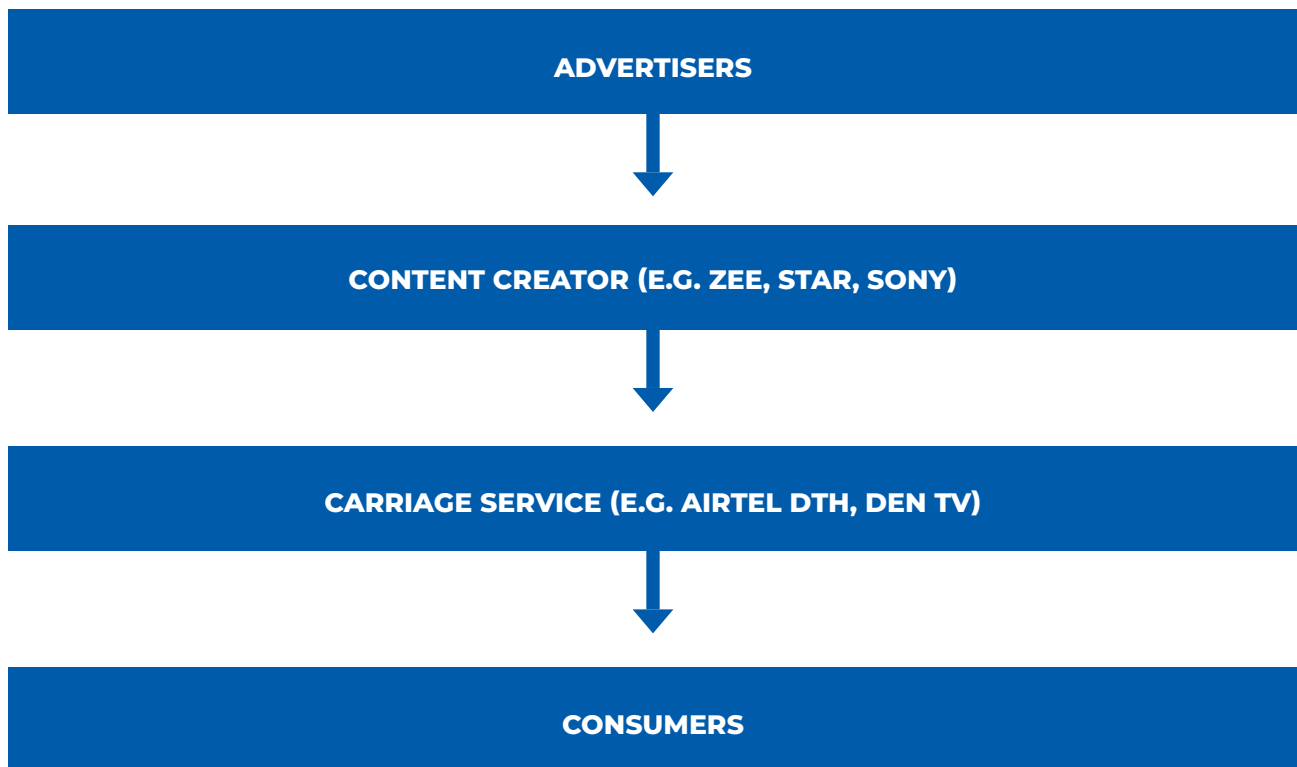 ADVERTISERS
CONTENT CREATOR (E.G. ZEE, STAR, SONY)
CARRIAGE SERVICE (E.G. AIRTEL DTH, DEN TV)
CONSUMERS